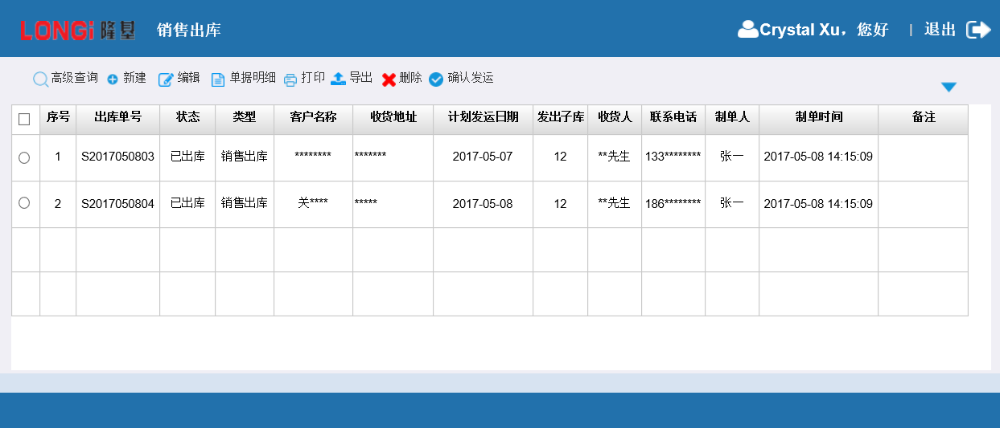 LONGi 隆基 销售出库 Crystal Xu，您好 | 退出
高级查询 新建 编辑 单据明细 打印 导出 删除 确认发运
序号 出库单号 状态 类型 客户名称 收货地址 计划发运日期 发出子库 收货人 联系电话 制单人 制单时间 备注
1 S2017050803 已出库 销售出库 ******** ******* 2017-05-07 12 **先生 133******** 张一 2017-05-08 14:15:09
2 S2017050804 已出库 销售出库 关**** ***** 2017-05-08 12 **先生 186******** 张一 2017-05-08 14:15:09